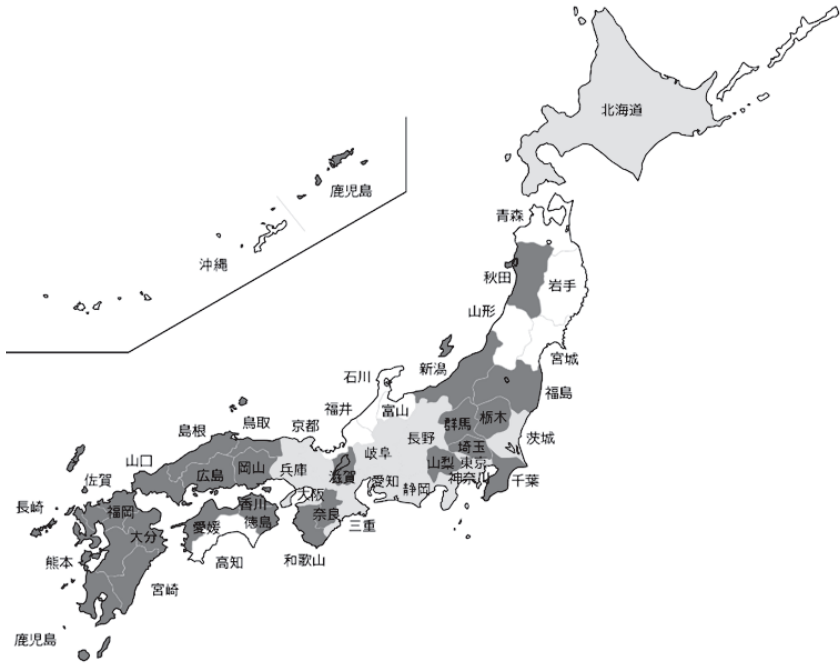 北海道
青森
秋田
岩手
山形
宮城
新潟
福島
石川
福井
富山
群馬
栃木
茨城
長野
埼玉
岐阜
山梨
東京
千葉
神奈川
愛知
静岡
滋賀
三重
京都
兵庫
大阪
奈良
和歌山
鳥取
島根
岡山
広島
山口
香川
徳島
愛媛
高知
佐賀
福岡
長崎
大分
熊本
宮崎
鹿児島
鹿児島
沖縄